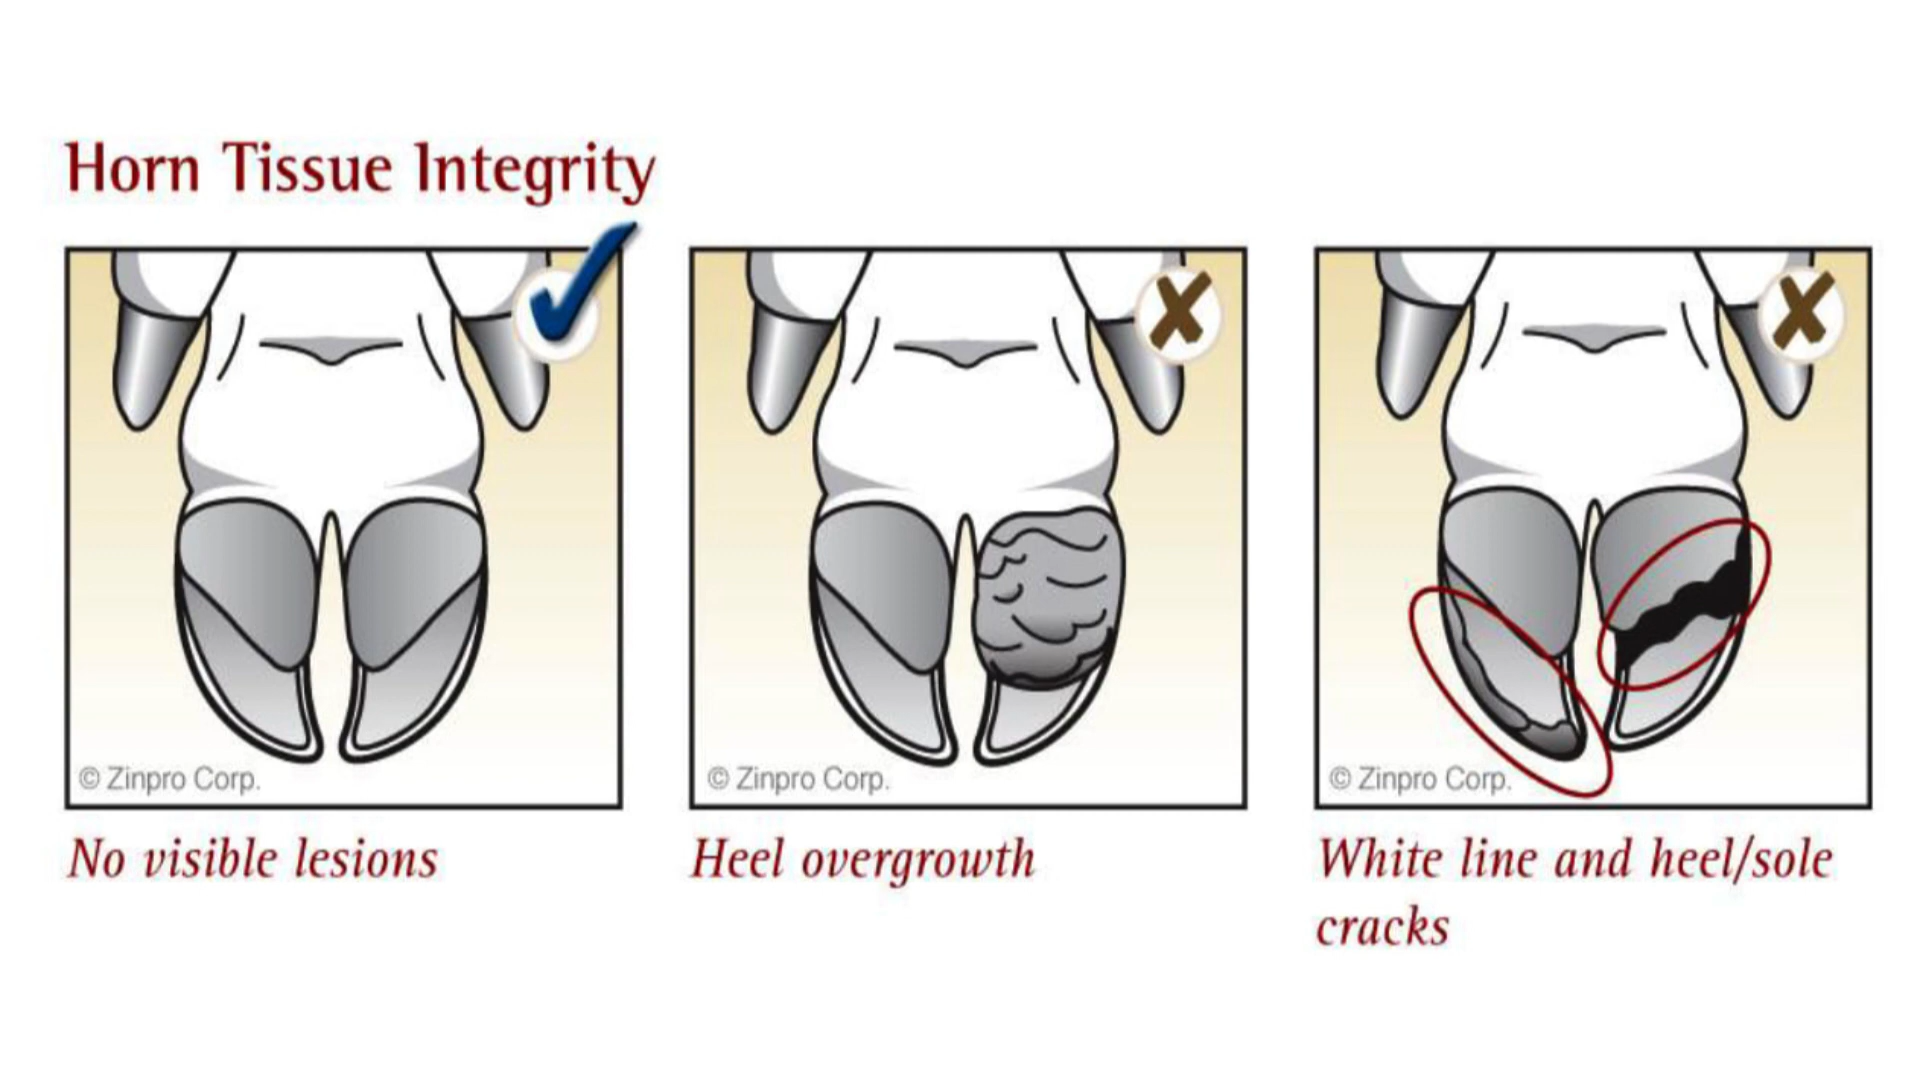 Horn Tissue Integrity
© Zinpro Corp.
No visible lesions
© Zinpro Corp.
Heel overgrowth
© Zinpro Corp.
White line and heel/sole
cracks